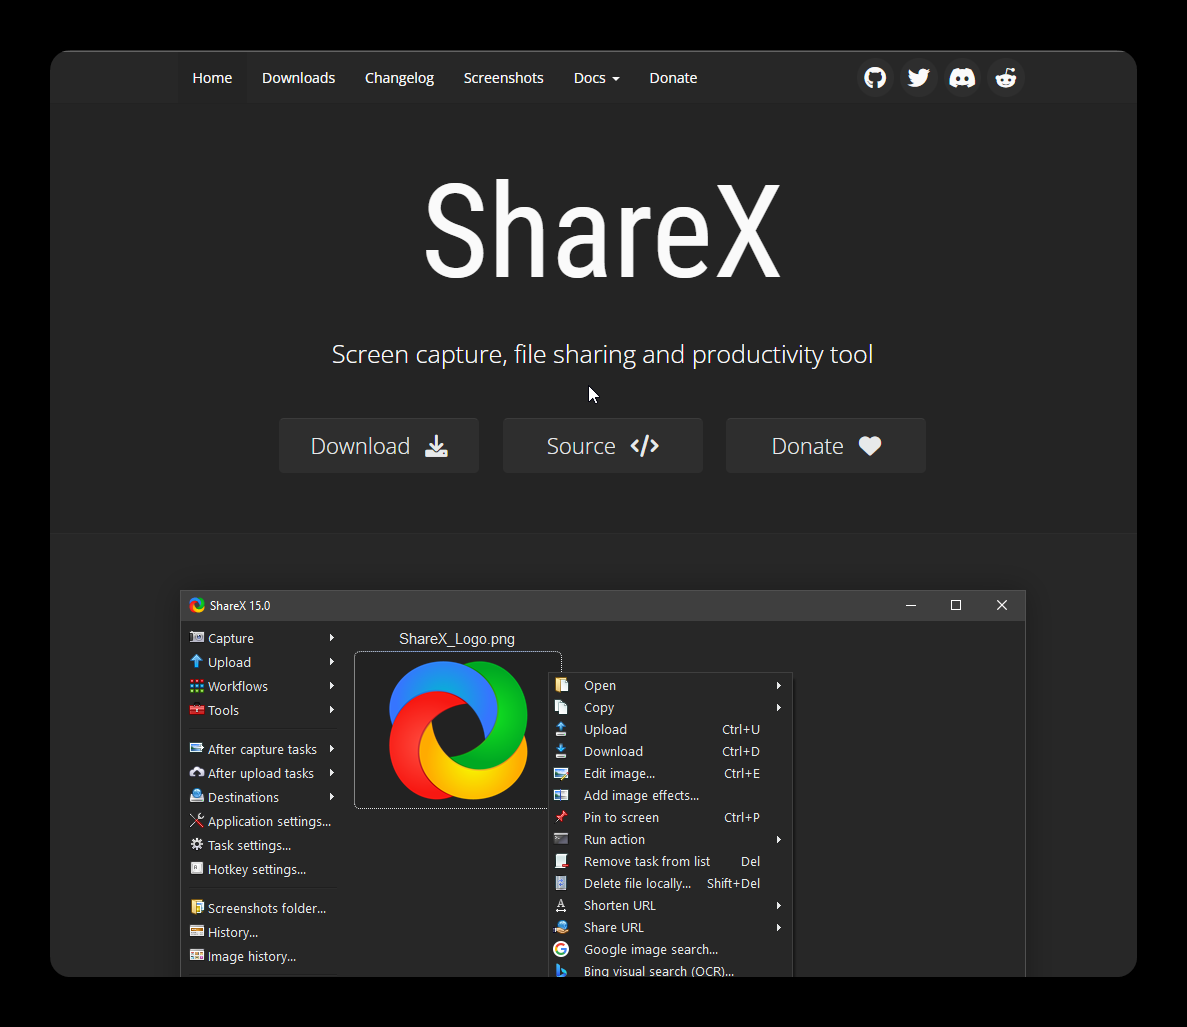 Home Downloads Changelog Screenshots Docs Donate
ShareX
Screen capture, file sharing and productivity tool
Download Source Donate
ShareX 15.0
Capture
Upload
Workflows
Tools
After capture tasks
After upload tasks
Destinations
Application settings...
Task settings...
Hotkey settings...
Screenshots folder...
History...
Image history...
ShareX_Logo.png
Open
Copy
Upload Ctrl+U
Download Ctrl+D
Edit image... Ctrl+E
Add image effects...
Pin to screen Ctrl+P
Run action
Remove task from list Del
Delete file locally... Shift+Del
Shorten URL
Share URL
Google image search...
Bing visual search (OCR)...